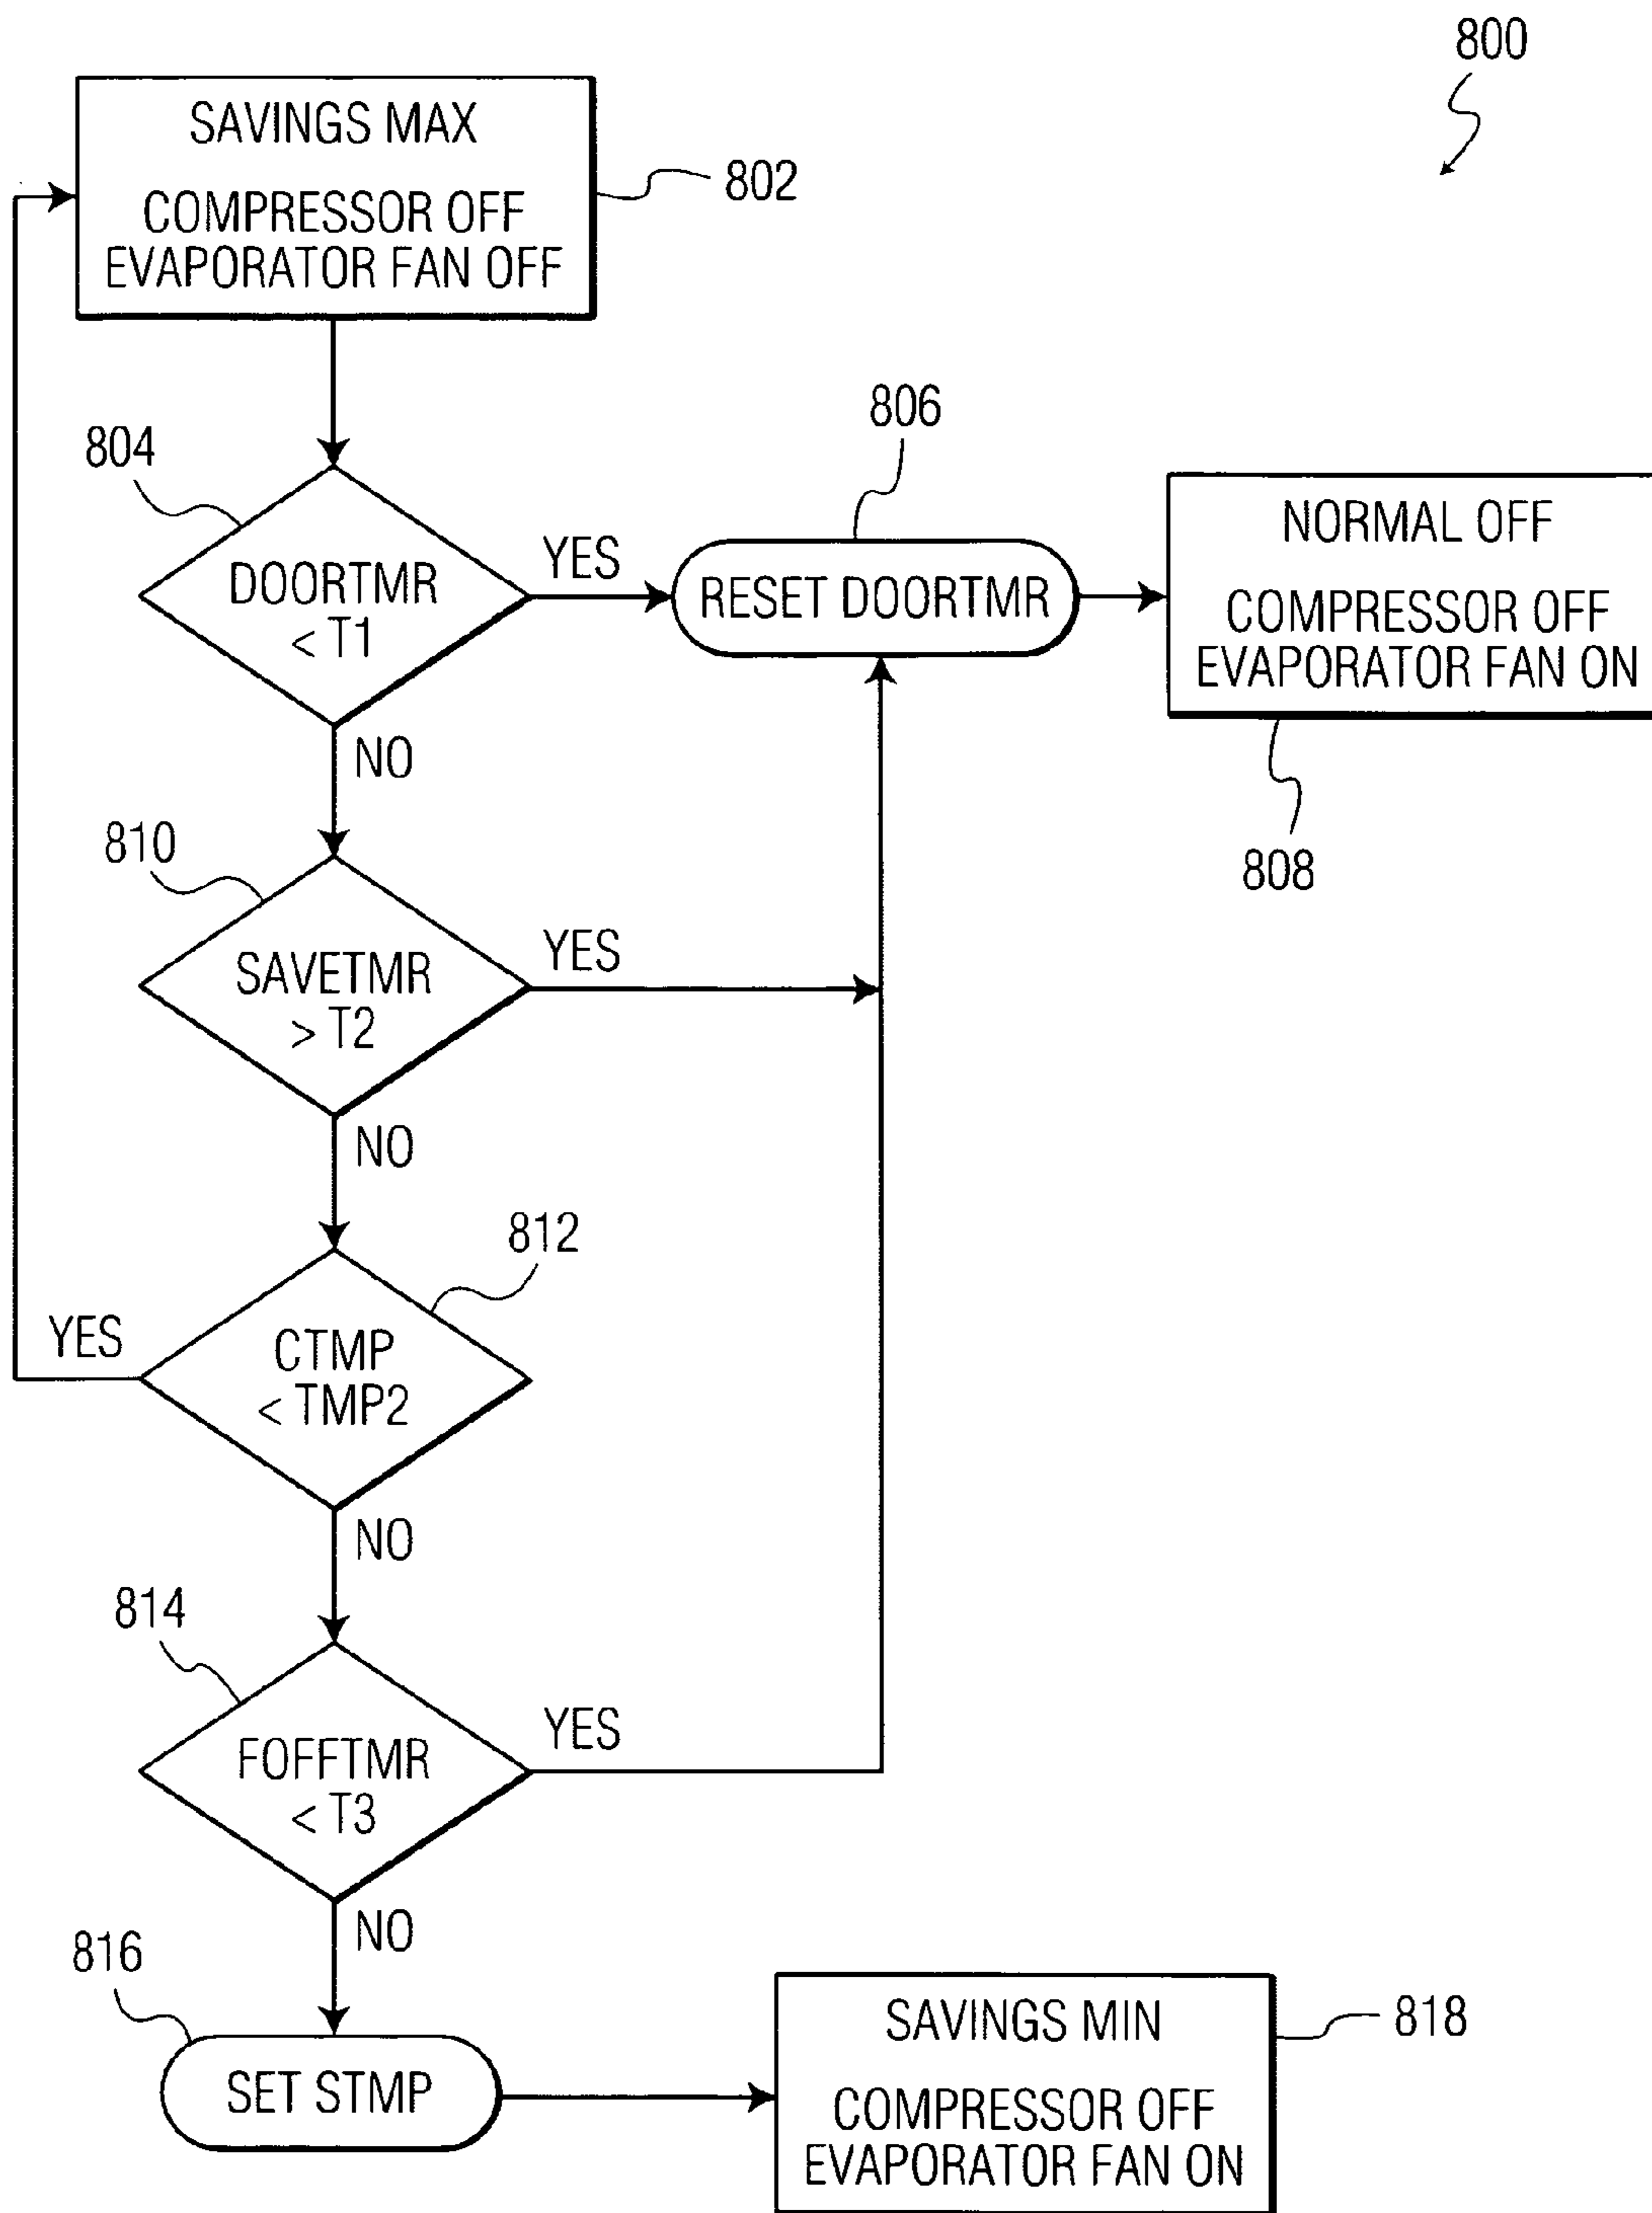 800
SAVINGS MAX
COMPRESSOR OFF
EVAPORATOR FAN OFF
802
804
DOORTMR
< T1
YES
NO
806
RESET DOORTMR
NORMAL OFF
COMPRESSOR OFF
EVAPORATOR FAN ON
808
810
SAVETMR
> T2
YES
NO
812
CTMP
< TMP2
YES
NO
814
FOFFTMR
< T3
YES
NO
816
SET STMP
SAVINGS MIN
COMPRESSOR OFF
EVAPORATOR FAN ON
818